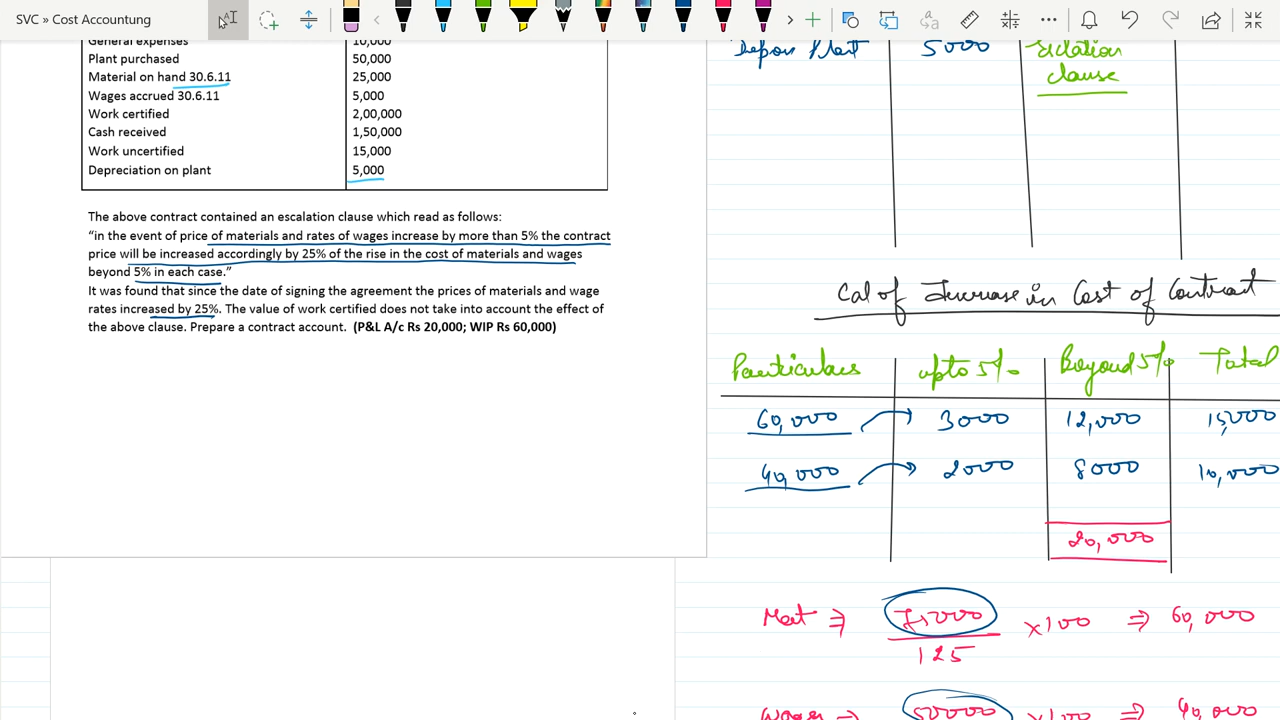 SVC » Cost Accountung
General expenses 10,000
Plant purchased 50,000
Material on hand 30.6.11 25,000
Wages accrued 30.6.11 5,000
Work certified 2,00,000
Cash received 1,50,000
Work uncertified 15,000
Depreciation on plant 5,000
The above contract contained an escalation clause which read as follows:
“in the event of price of materials and rates of wages increase by more than 5% the contract
price will be increased accordingly by 25% of the rise in the cost of materials and wages
beyond 5% in each case.”
It was found that since the date of signing the agreement the prices of materials and wage
rates increased by 25%. The value of work certified does not take into account the effect of
the above clause. Prepare a contract account. (P&L A/c Rs 20,000; WIP Rs 60,000)
Plant 5000
clause
Cal of Increase in Cost of Contract
Particulars upto 5% Beyond 5% Total
60,000 3000 12,000 15,000
40,000 2000 8000 10,000
20,000
Mat ⇒ 75000 ×100 ⇒ 60,000
125
Wages ⇒ 50000 ×100 ⇒ 40,000